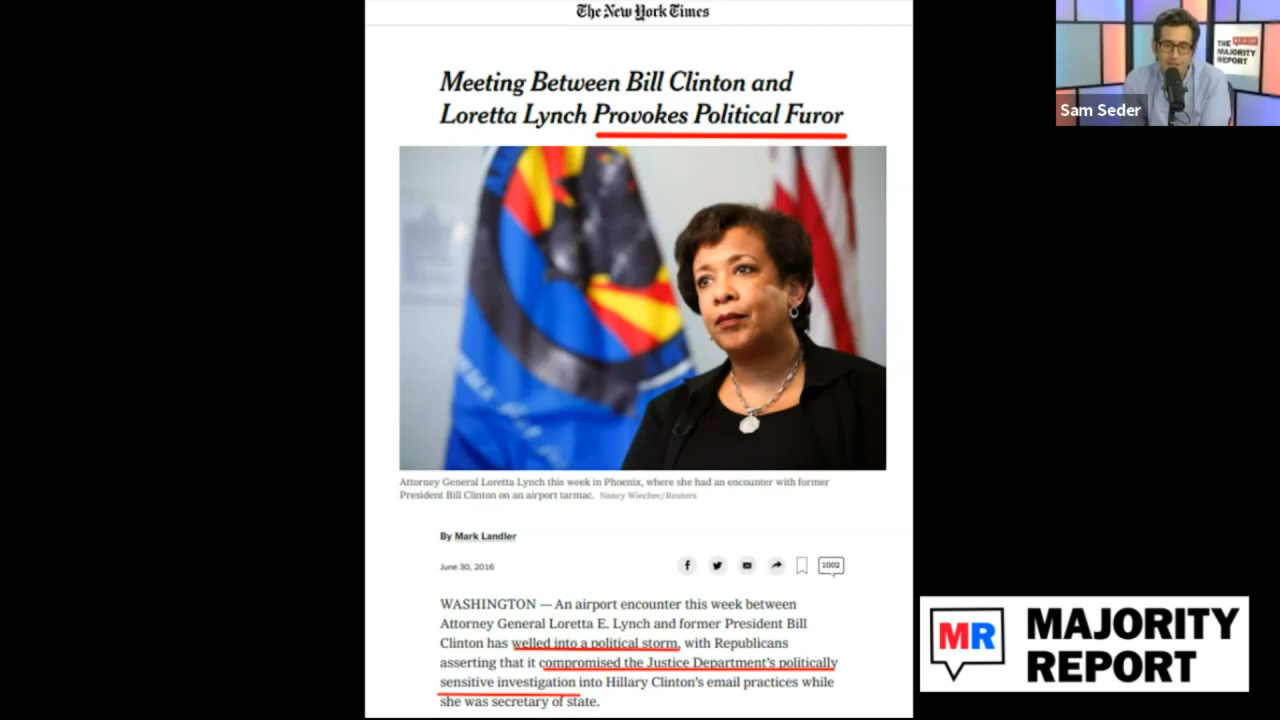 The New York Times
Meeting Between Bill Clinton and
Loretta Lynch Provokes Political Furor
Attorney General Loretta Lynch this week in Phoenix, where she had an encounter with former
President Bill Clinton on an airport tarmac. Nancy Wiechec/Reuters
By Mark Landler
June 30, 2016
1002
WASHINGTON — An airport encounter this week between
Attorney General Loretta E. Lynch and former President Bill
Clinton has welled into a political storm, with Republicans
asserting that it compromised the Justice Department's politically
sensitive investigation into Hillary Clinton's email practices while
she was secretary of state.
THE
MAJORITY
REPORT
Sam Seder
MR
MAJORITY
REPORT